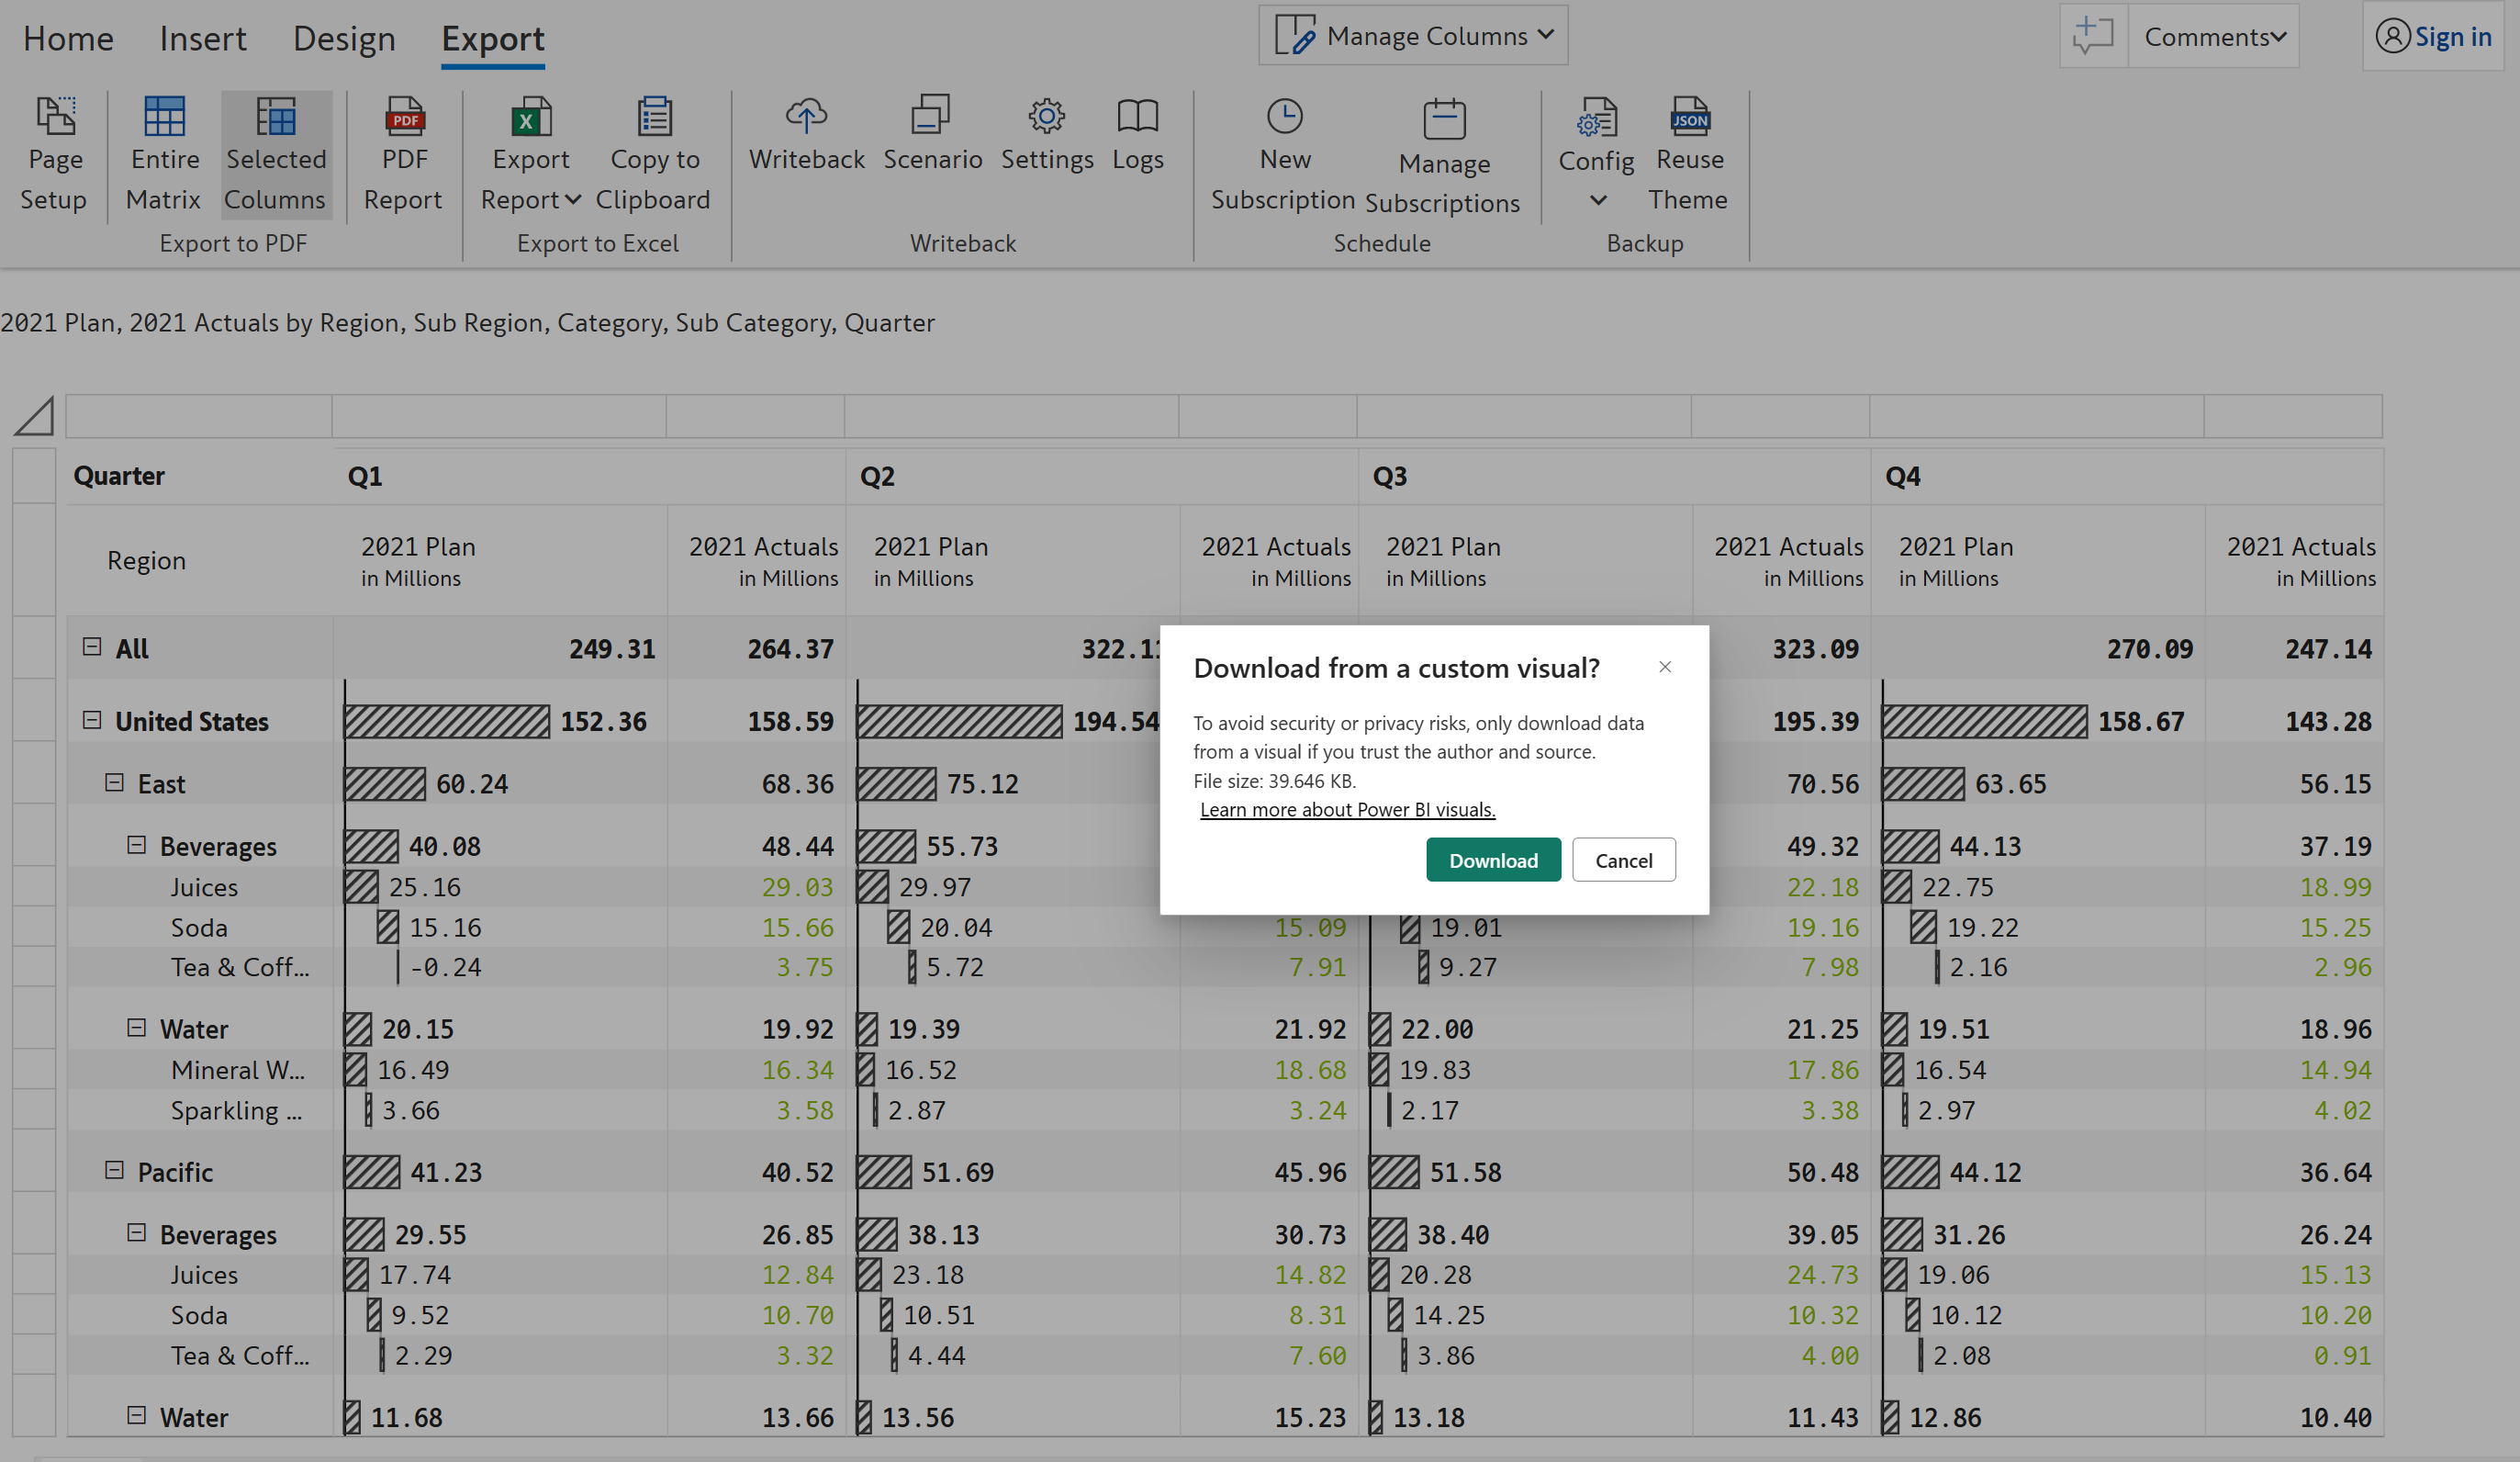 Home Insert Design Export Manage Columns Comments Sign in
Page Setup
Entire Matrix
Selected Columns
PDF Report
Export Report
Copy to Clipboard
Writeback
Scenario
Settings
Logs
New Subscription
Manage Subscriptions
Config
Reuse Theme
PDF
X
JSON
Export to PDF Export to Excel Writeback Schedule Backup
2021 Plan, 2021 Actuals by Region, Sub Region, Category, Sub Category, Quarter
Quarter Q1 Q2 Q3 Q4
Region 2021 Plan in Millions 2021 Actuals in Millions 2021 Plan in Millions 2021 Actuals in Millions 2021 Plan in Millions 2021 Actuals in Millions 2021 Plan in Millions 2021 Actuals in Millions
All 249.31 264.37 322.11 323.09 270.09 247.14
United States 152.36 158.59 194.54 195.39 158.67 143.28
East 60.24 68.36 75.12 70.56 63.65 56.15
Beverages 40.08 48.44 55.73 49.32 44.13 37.19
Juices 25.16 29.03 29.97 22.18 22.75 18.99
Soda 15.16 15.66 20.04 15.09 19.01 19.16 19.22 15.25
Tea & Coff... -0.24 3.75 5.72 7.91 9.27 7.98 2.16 2.96
Water 20.15 19.92 19.39 21.92 22.00 21.25 19.51 18.96
Mineral W... 16.49 16.34 16.52 18.68 19.83 17.86 16.54 14.94
Sparkling ... 3.66 3.58 2.87 3.24 2.17 3.38 2.97 4.02
Pacific 41.23 40.52 51.69 45.96 51.58 50.48 44.12 36.64
Beverages 29.55 26.85 38.13 30.73 38.40 39.05 31.26 26.24
Juices 17.74 12.84 23.18 14.82 20.28 24.73 19.06 15.13
Soda 9.52 10.70 10.51 8.31 14.25 10.32 10.12 10.20
Tea & Coff... 2.29 3.32 4.44 7.60 3.86 4.00 2.08 0.91
Water 11.68 13.66 13.56 15.23 13.18 11.43 12.86 10.40
Download from a custom visual?
To avoid security or privacy risks, only download data
from a visual if you trust the author and source.
File size: 39.646 KB.
Learn more about Power BI visuals.
Download Cancel